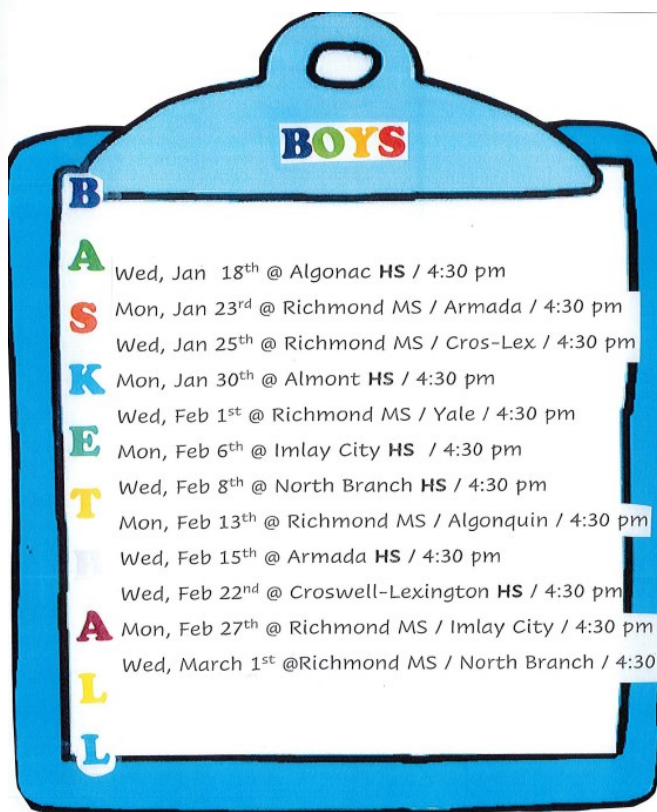 BOYS
BASKETBALL
Wed, Jan 18th @ Algonac HS / 4:30 pm
Mon, Jan 23rd @ Richmond MS / Armada / 4:30 pm
Wed, Jan 25th @ Richmond MS / Cros-Lex / 4:30 pm
Mon, Jan 30th @ Almont HS / 4:30 pm
Wed, Feb 1st @ Richmond MS / Yale / 4:30 pm
Mon, Feb 6th @ Imlay City HS / 4:30 pm
Wed, Feb 8th @ North Branch HS / 4:30 pm
Mon, Feb 13th @ Richmond MS / Algonquin / 4:30 pm
Wed, Feb 15th @ Armada HS / 4:30 pm
Wed, Feb 22nd @ Croswell-Lexington HS / 4:30 pm
Mon, Feb 27th @ Richmond MS / Imlay City / 4:30 pm
Wed, March 1st @Richmond MS / North Branch / 4:30